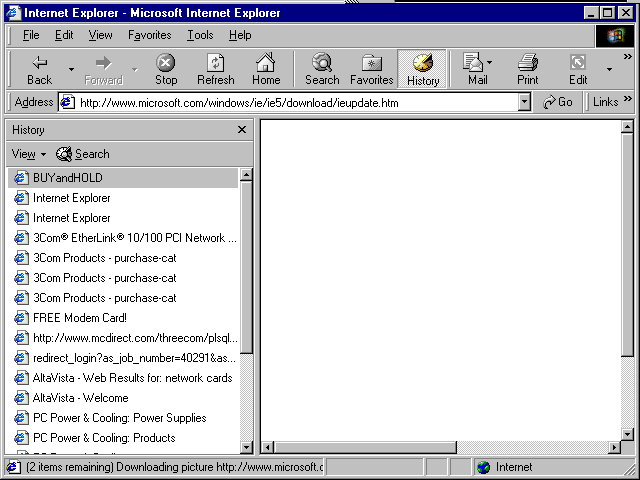 Internet Explorer - Microsoft Internet Explorer
File Edit View Favorites Tools Help
Back Forward Stop Refresh Home Search Favorites History Mail Print Edit
Address http://www.microsoft.com/windows/ie/ie5/download/ieupdate.htm Go Links
History
View Search
BUYandHOLD
Internet Explorer
Internet Explorer
3Com® EtherLink® 10/100 PCI Network ...
3Com Products - purchase-cat
3Com Products - purchase-cat
3Com Products - purchase-cat
FREE Modem Card!
http://www.mcdirect.com/threecom/plsql...
redirect_login?as_job_number=40291&as...
AltaVista - Web Results for: network cards
AltaVista - Welcome
PC Power & Cooling: Power Supplies
PC Power & Cooling: Products
(2 items remaining) Downloading picture http://www.microsoft.c Internet